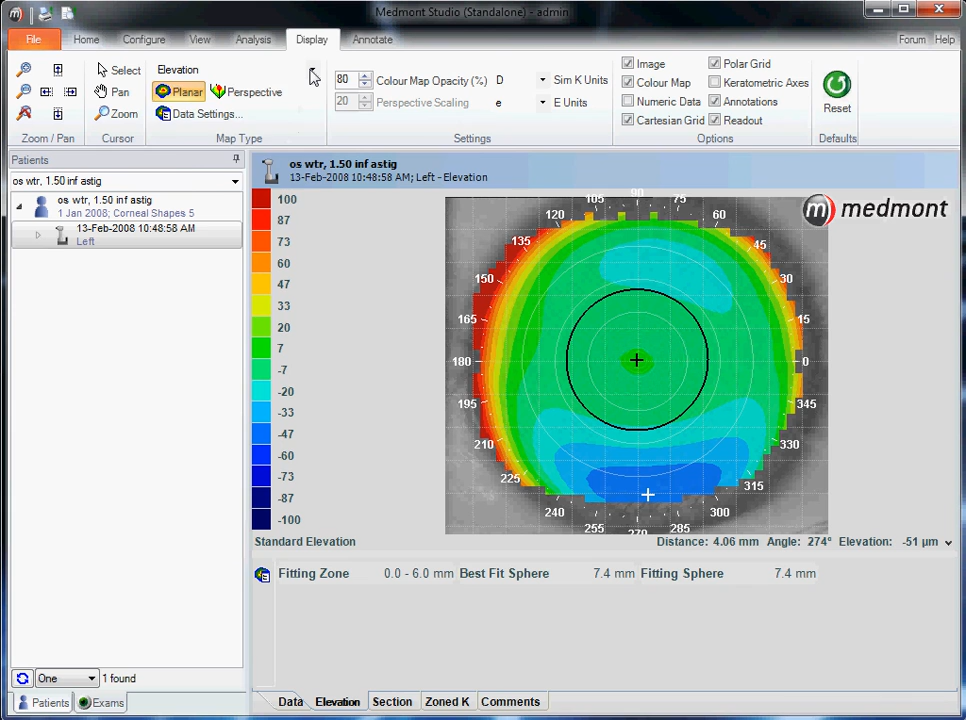 Medmont Studio (Standalone) - admin
File Home Configure View Analysis Display Annotate Forum Help
Select
Pan
Zoom
Zoom / Pan
Cursor
Elevation
Planar
Perspective
Data Settings...
Map Type
80 Colour Map Opacity (%) D Sim K Units
20 Perspective Scaling e E Units
Settings
Image
Colour Map
Numeric Data
Cartesian Grid
Polar Grid
Keratometric Axes
Annotations
Readout
Options
Reset
Defaults
Patients
os wtr, 1.50 inf astig
os wtr, 1.50 inf astig
1 Jan 2008; Corneal Shapes 5
13-Feb-2008 10:48:58 AM
Left
One
1 found
Patients
Exams
os wtr, 1.50 inf astig
13-Feb-2008 10:48:58 AM; Left - Elevation
m medmont
100
87
73
60
47
33
20
7
-7
-20
-33
-47
-60
-73
-87
-100
90
105
75
120
60
135
45
150
30
165
15
180
0
195
345
210
330
225
315
240
300
255
285
270
Standard Elevation
Distance: 4.06 mm Angle: 274° Elevation: -51 µm
Fitting Zone 0.0 - 6.0 mm Best Fit Sphere 7.4 mm Fitting Sphere 7.4 mm
Data Elevation Section Zoned K Comments